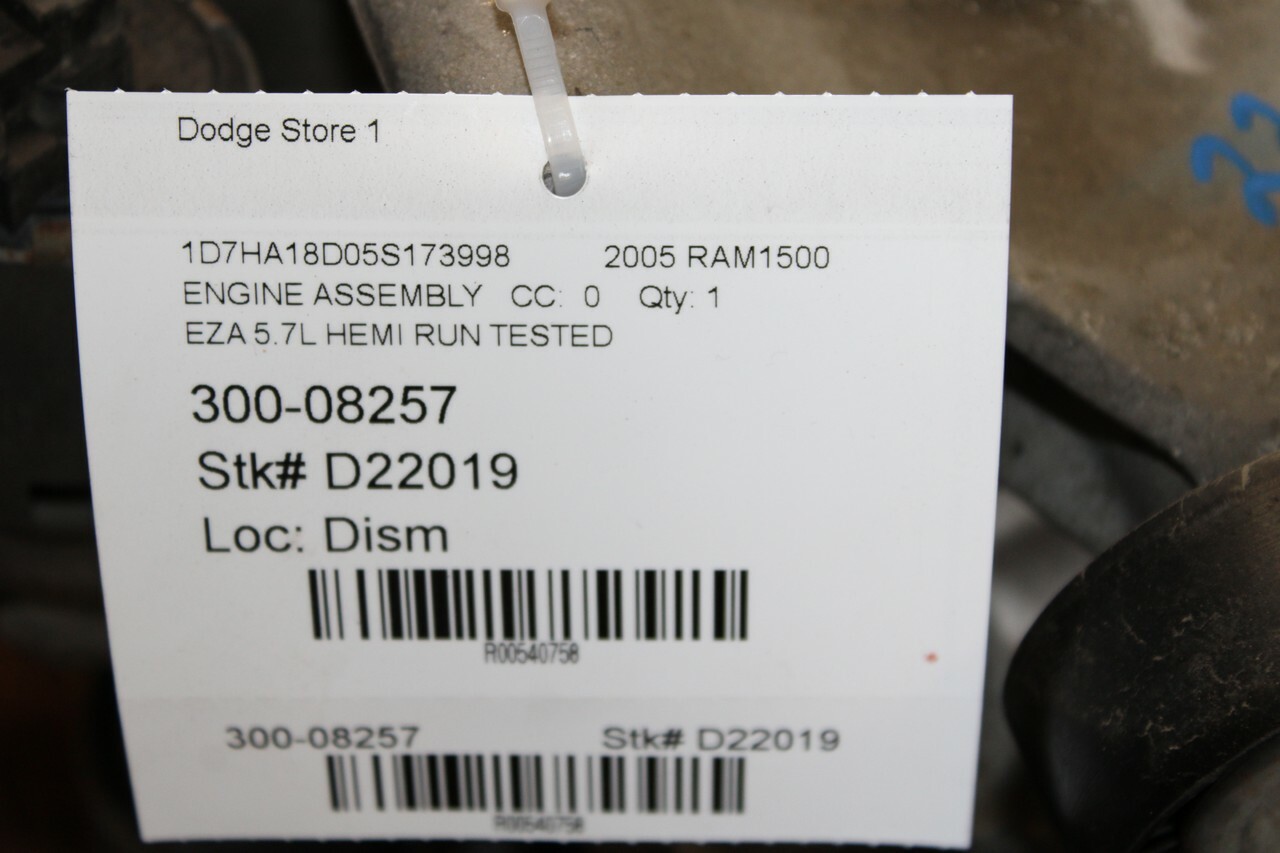 Dodge Store 1
1D7HA18D05S173998 2005 RAM1500
ENGINE ASSEMBLY CC: 0 Qty: 1
EZA 5.7L HEMI RUN TESTED
300-08257
Stk# D22019
Loc: Dism
R00540758
300-08257 Stk# D22019
R00540758